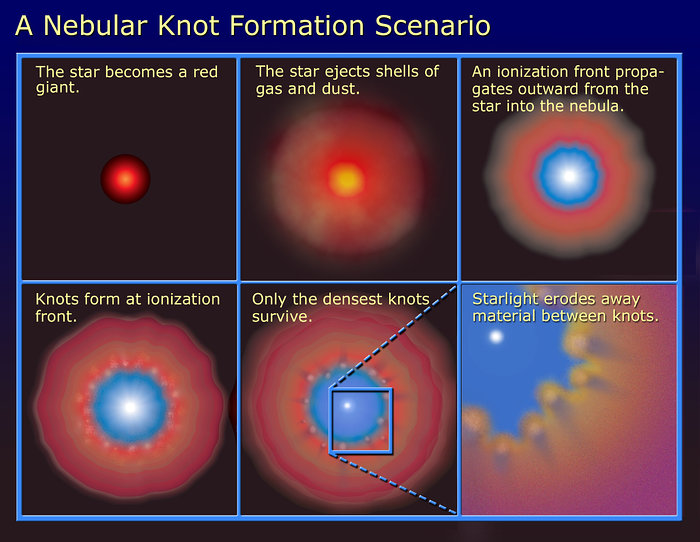 A Nebular Knot Formation Scenario
The star becomes a red
giant.
The star ejects shells of
gas and dust.
An ionization front propa-
gates outward from the
star into the nebula.
Knots form at ionization
front.
Only the densest knots
survive.
Starlight erodes away
material between knots.